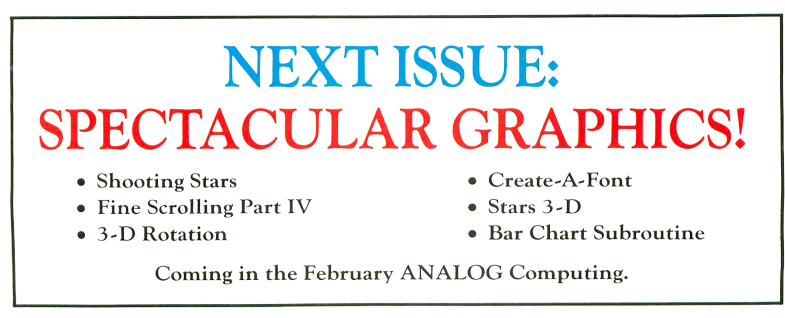 NEXT ISSUE:
SPECTACULAR GRAPHICS!
• Shooting Stars
• Fine Scrolling Part IV
• 3-D Rotation
• Create-A-Font
• Stars 3-D
• Bar Chart Subroutine
Coming in the February ANALOG Computing.